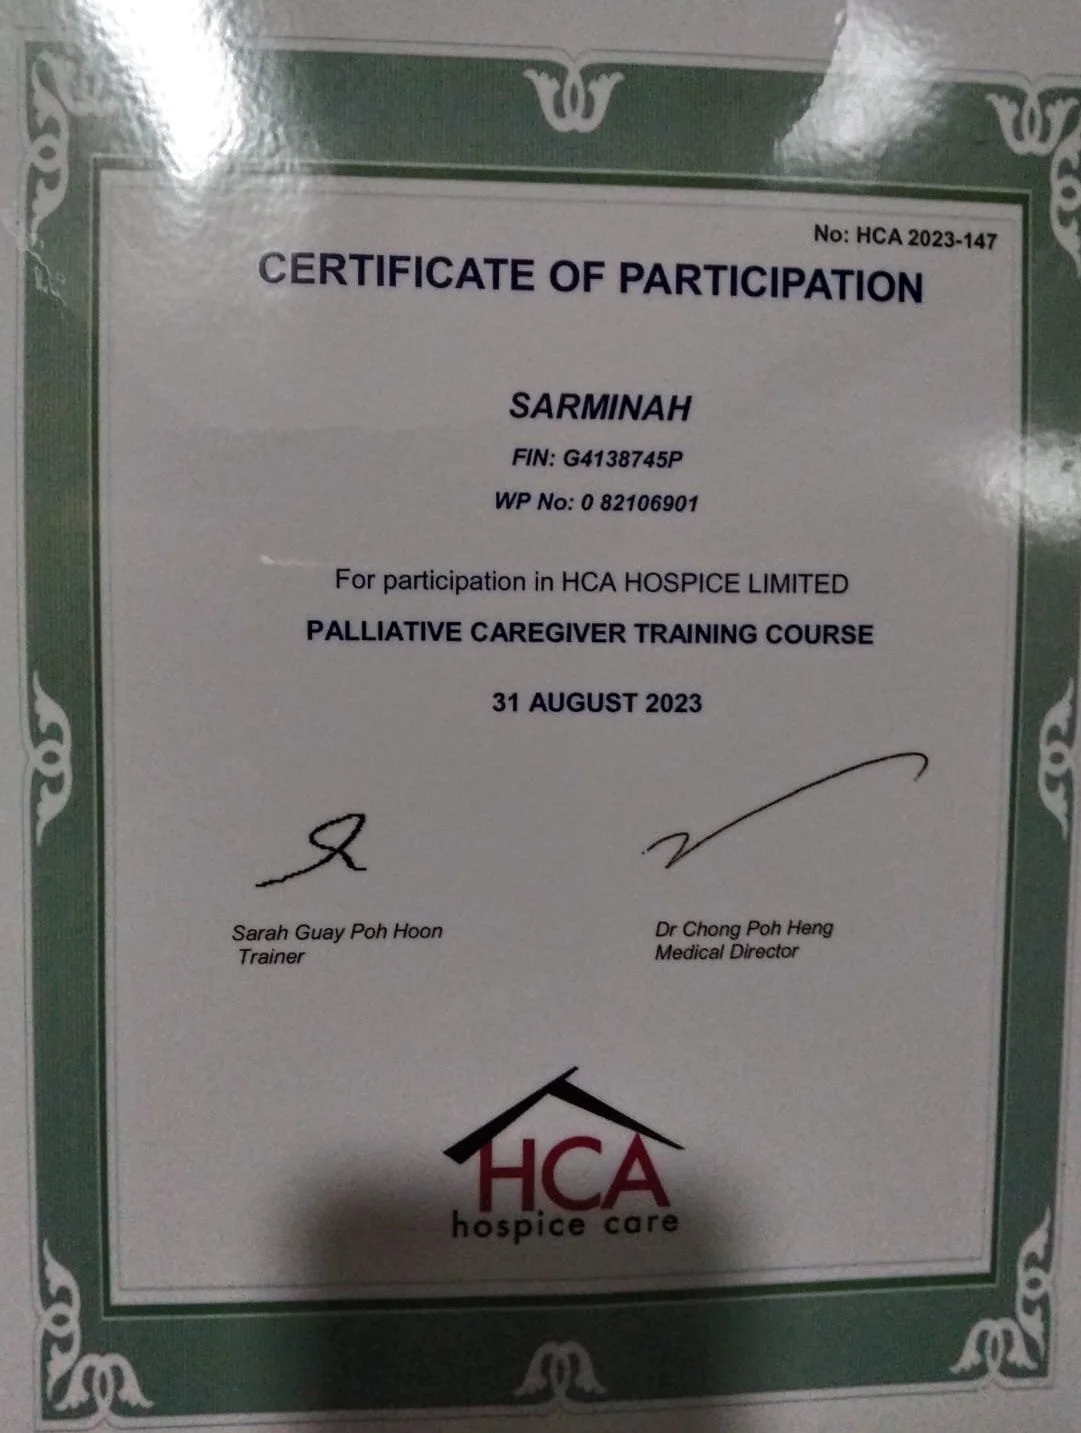 No: HCA 2023-147
CERTIFICATE OF PARTICIPATION
SARMINAH
FIN: G4138745P
WP No: 0 82106901
For participation in HCA HOSPICE LIMITED
PALLIATIVE CAREGIVER TRAINING COURSE
31 AUGUST 2023
Sarah Guay Poh Hoon
Trainer
Dr Chong Poh Heng
Medical Director
HCA
hospice care